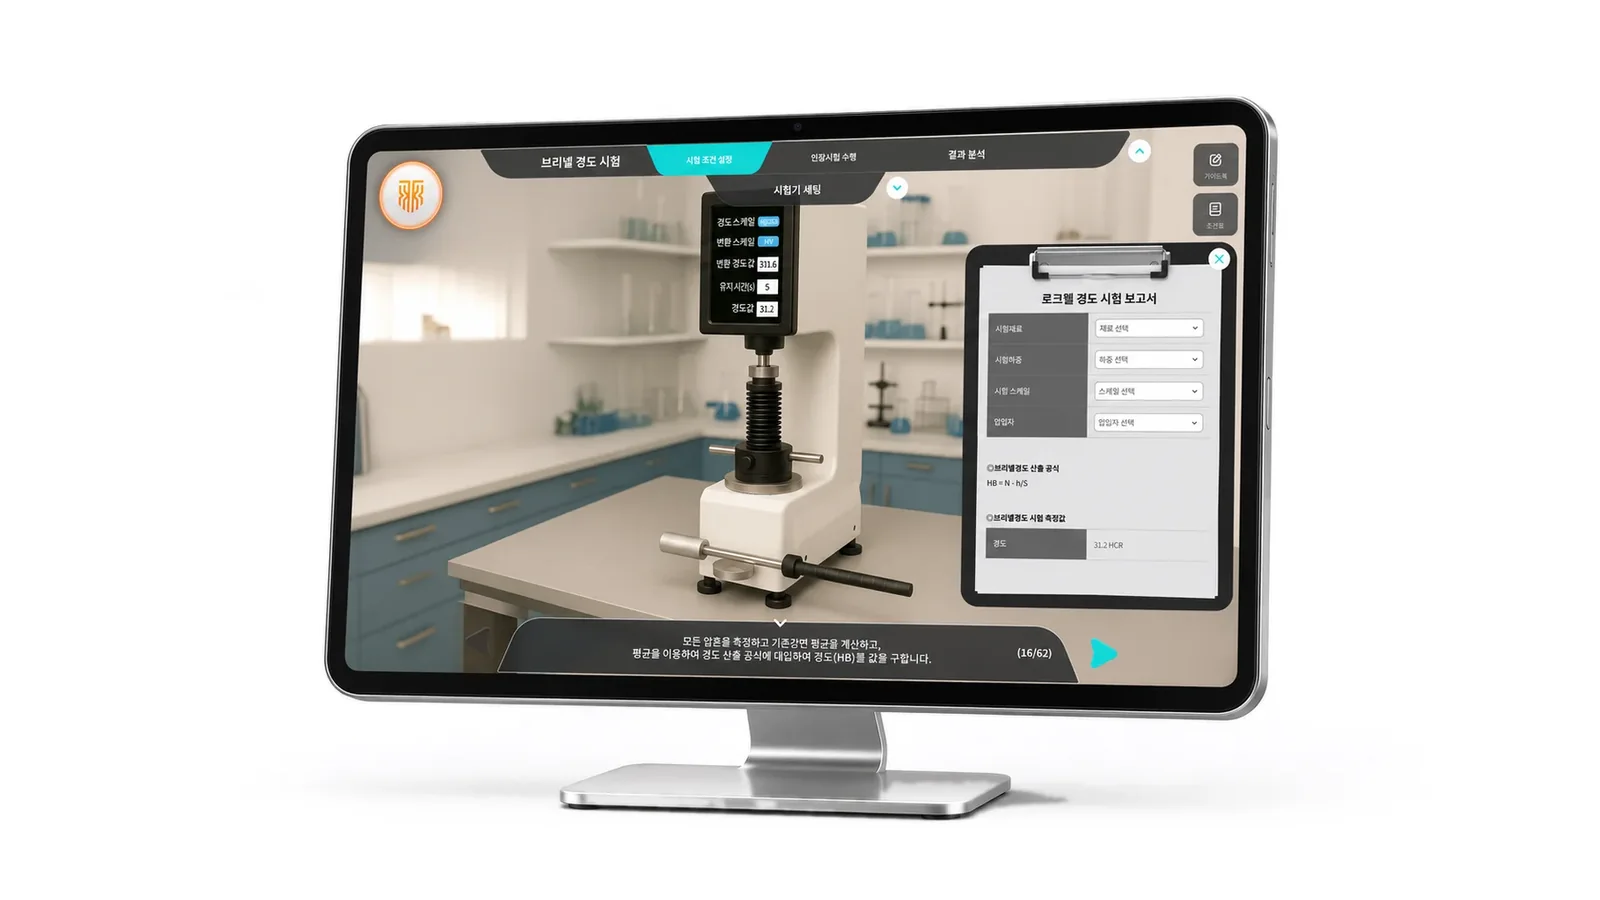 브리넬 경도 시험
시험 조건 설정
인장시험 수행
결과 분석
시험기 세팅
가이드북
조건표
경도스케일
변환 스케일 HV
변환 경도값 311.6
유지시간(s) 5
경도값 31.2
로크웰 경도 시험 보고서
시험재료 재료 선택
시험하중 하중 선택
시험 스케일 스케일 선택
압입자 압입자 선택
◎브리넬경도 산출 공식
HB = N - h/S
◎브리넬경도 시험 측정값
경도 31.2 HCR
모든 압흔을 측정하고 기존강면 평균을 계산하고,
평균을 이용하여 경도 산출 공식에 대입하여 경도(HB)를 값을 구합니다.
(16/62)